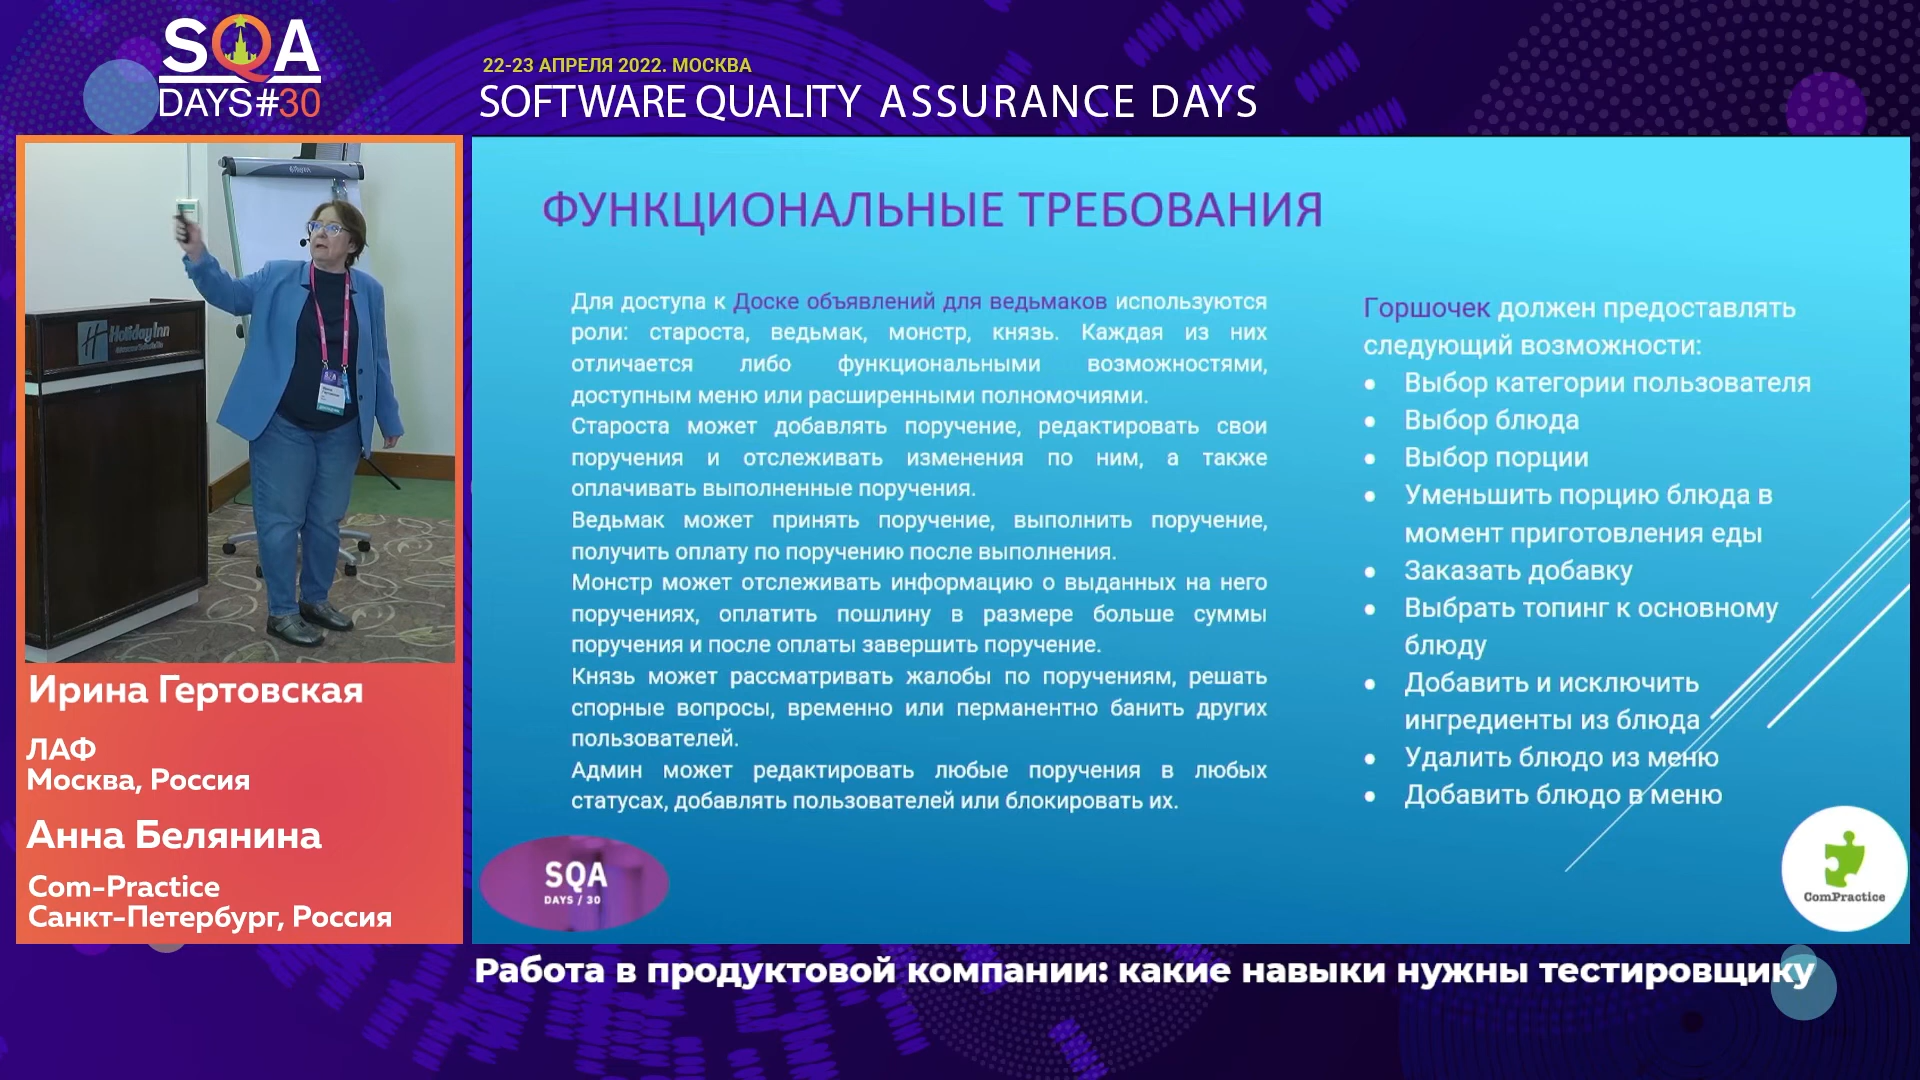 SQA
DAYS#30
22-23 АПРЕЛЯ 2022. МОСКВА
SOFTWARE QUALITY ASSURANCE DAYS
Holiday Inn
Ирина Гертовская
ЛАФ
Москва, Россия
Анна Белянина
Com-Practice
Санкт-Петербург, Россия
ФУНКЦИОНАЛЬНЫЕ ТРЕБОВАНИЯ
Для доступа к Доске объявлений для ведьмаков используются
роли: староста, ведьмак, монстр, князь. Каждая из них
отличается либо функциональными возможностями,
доступным меню или расширенными полномочиями.
Староста может добавлять поручение, редактировать свои
поручения и отслеживать изменения по ним, а также
оплачивать выполненные поручения.
Ведьмак может принять поручение, выполнить поручение,
получить оплату по поручению после выполнения.
Монстр может отслеживать информацию о выданных на него
поручениях, оплатить пошлину в размере больше суммы
поручения и после оплаты завершить поручение.
Князь может рассматривать жалобы по поручениям, решать
спорные вопросы, временно или перманентно банить других
пользователей.
Админ может редактировать любые поручения в любых
статусах, добавлять пользователей или блокировать их.
Горшочек должен предоставлять
следующий возможности:
• Выбор категории пользователя
• Выбор блюда
• Выбор порции
• Уменьшить порцию блюда в
момент приготовления еды
• Заказать добавку
• Выбрать топинг к основному
блюду
• Добавить и исключить
ингредиенты из блюда
• Удалить блюдо из меню
• Добавить блюдо в меню
SQA
DAYS / 30
ComPractice
Работа в продуктовой компании: какие навыки нужны тестировщику